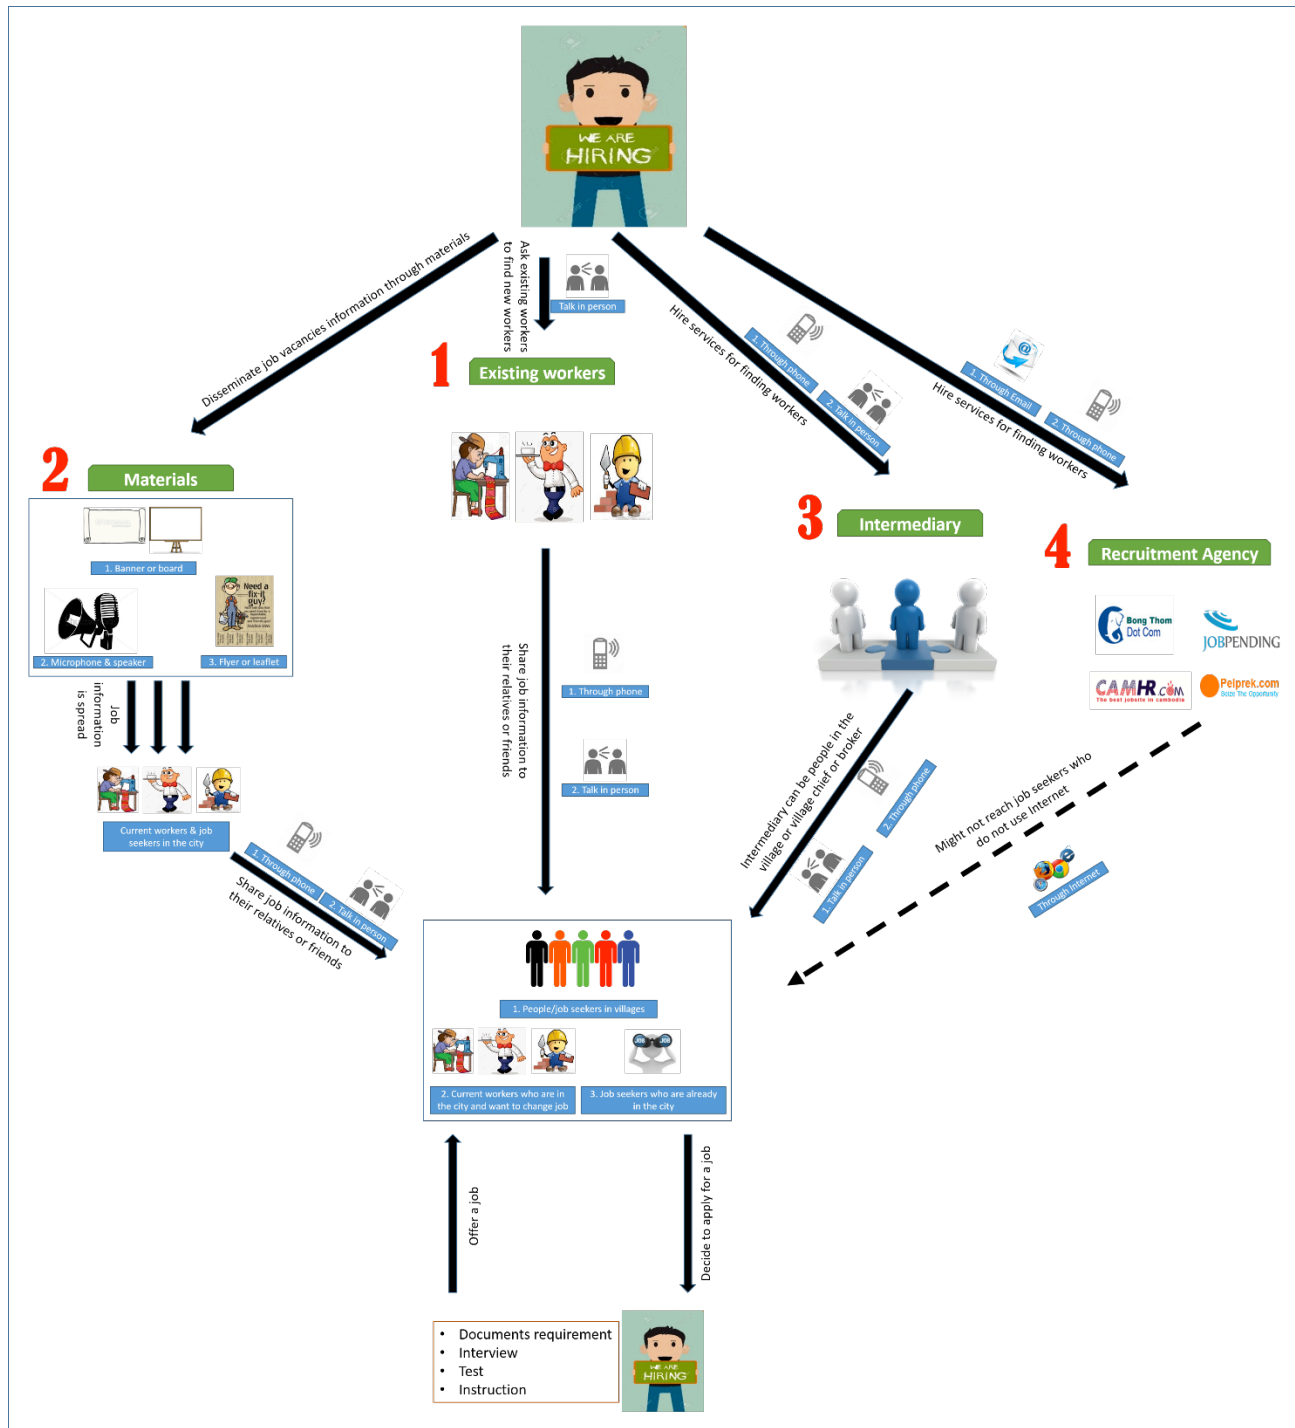 WE ARE
HIRING
Disseminate job vacancies information through materials
Ask existing workers
to find new workers
Talk in person
Hire services for finding workers
1. Through phone
2. Talk in person
Hire services for finding workers
1. Through Email
2. Through phone
1
Existing workers
2
Materials
1. Banner or board
2. Microphone & speaker
Need a
fix-it
guy?
3. Flyer or leaflet
Job
information
is spread
Current workers & job
seekers in the city
1. Through phone
2. Talk in person
Share job information to
their relatives or friends
Share job information to
their relatives or friends
1. Through phone
2. Talk in person
3
Intermediary
Intermediary can be people in the
village or village chief or broker
1. Talk in person
2. Through phone
4
Recruitment Agency
Bong Thom
Dot Com
JOBPENDING
CAMHR.COM
The best jobsite in cambodia
Pelprek.com
Seize The Opportunity
Might not reach job seekers who
do not use Internet
Through Internet
1. People/job seekers in villages
2. Current workers who are in
the city and want to change job
JOB JOB
3. Job seekers who are already
in the city
Offer a job
Decide to apply for a job
• Documents requirement
• Interview
• Test
• Instruction
WE ARE
HIRING